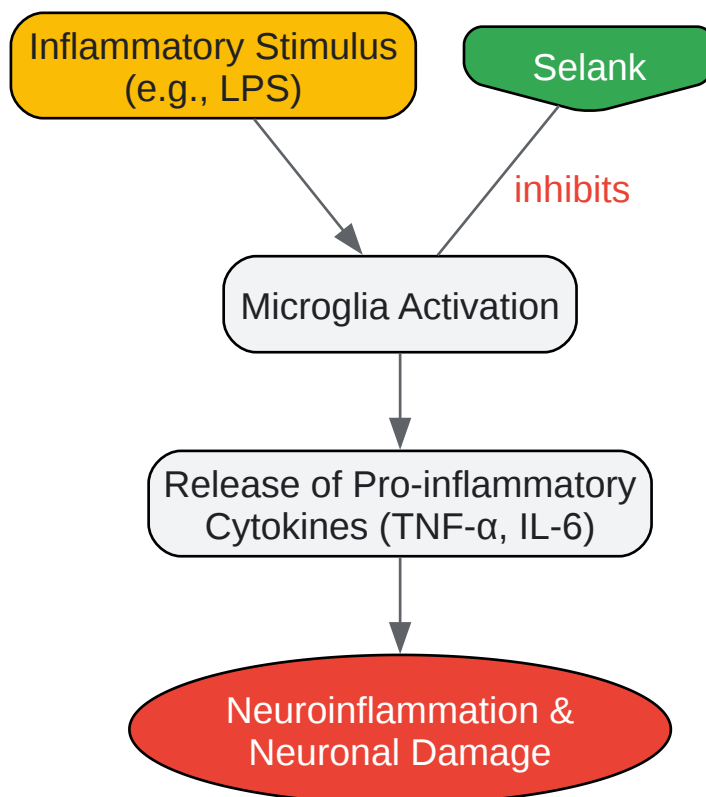 Inflammatory Stimulus
(e.g., LPS)
Selank
inhibits
Microglia Activation
Release of Pro-inflammatory
Cytokines (TNF-α, IL-6)
Neuroinflammation &
Neuronal Damage